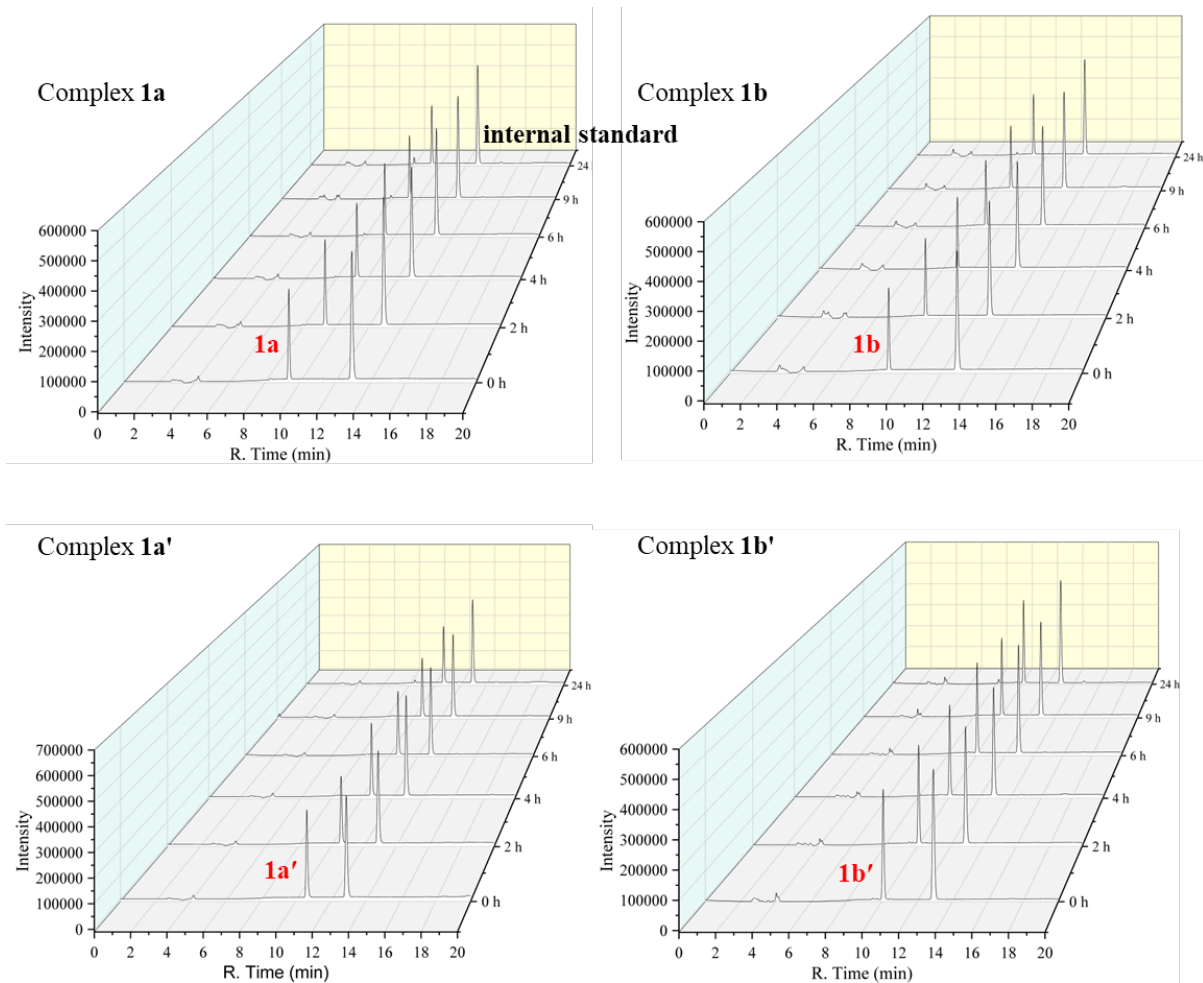 Complex 1a
internal standard
24 h
9 h
6 h
4 h
2 h
0 h
1a
600000
500000
400000
300000
200000
100000
0
Intensity
0 2 4 6 8 10 12 14 16 18 20
R. Time (min)
Complex 1b
24 h
9 h
6 h
4 h
2 h
0 h
1b
600000
500000
400000
300000
200000
100000
0
Intensity
0 2 4 6 8 10 12 14 16 18 20
R. Time (min)
Complex 1a'
24 h
9 h
6 h
4 h
2 h
0 h
1a′
700000
600000
500000
400000
300000
200000
100000
0
Intensity
0 2 4 6 8 10 12 14 16 18 20
R. Time (min)
Complex 1b'
24 h
9 h
6 h
4 h
2 h
0 h
1b′
600000
500000
400000
300000
200000
100000
0
Intensity
0 2 4 6 8 10 12 14 16 18 20
R. Time (min)